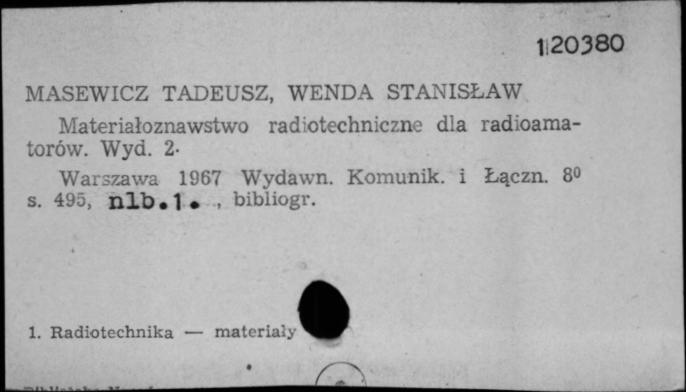 1120380
MASEWICZ TADEUSZ, WENDA STANISŁAW
Materiałoznawstwo radiotechniczne dla radioama-
torów. Wyd. 2.
Warszawa 1967 Wydawn. Komunik. i Łączn. 8⁰
s. 495, nlb.1. , bibliogr.
1. Radiotechnika — materiały